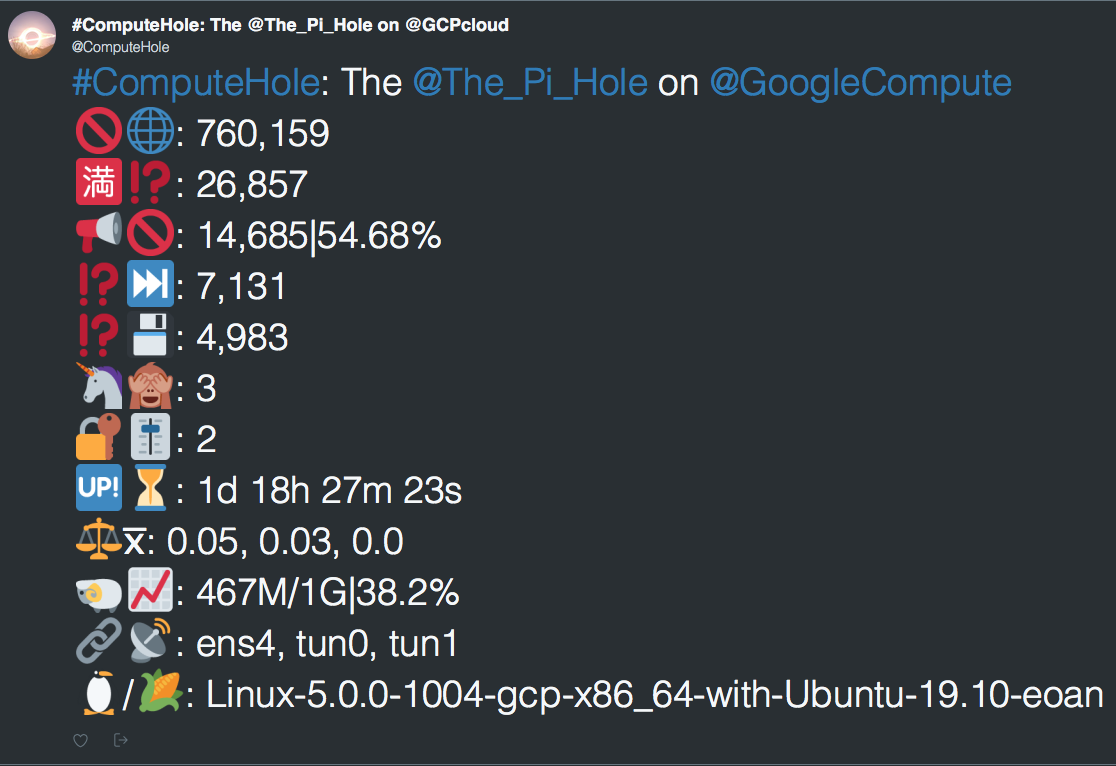 #ComputeHole: The @The_Pi_Hole on @GCPcloud
@ComputeHole
#ComputeHole: The @The_Pi_Hole on @GoogleCompute
🚫🌐: 760,159
🈵⁉️: 26,857
📢🚫: 14,685|54.68%
⁉️⏭️: 7,131
⁉️💾: 4,983
🦄🙈: 3
🔐🎚️: 2
🆙⏳: 1d 18h 27m 23s
⚖️x̅: 0.05, 0.03, 0.0
🐏📈: 467M/1G|38.2%
🔗📡: ens4, tun0, tun1
🐧/🌽: Linux-5.0.0-1004-gcp-x86_64-with-Ubuntu-19.10-eoan